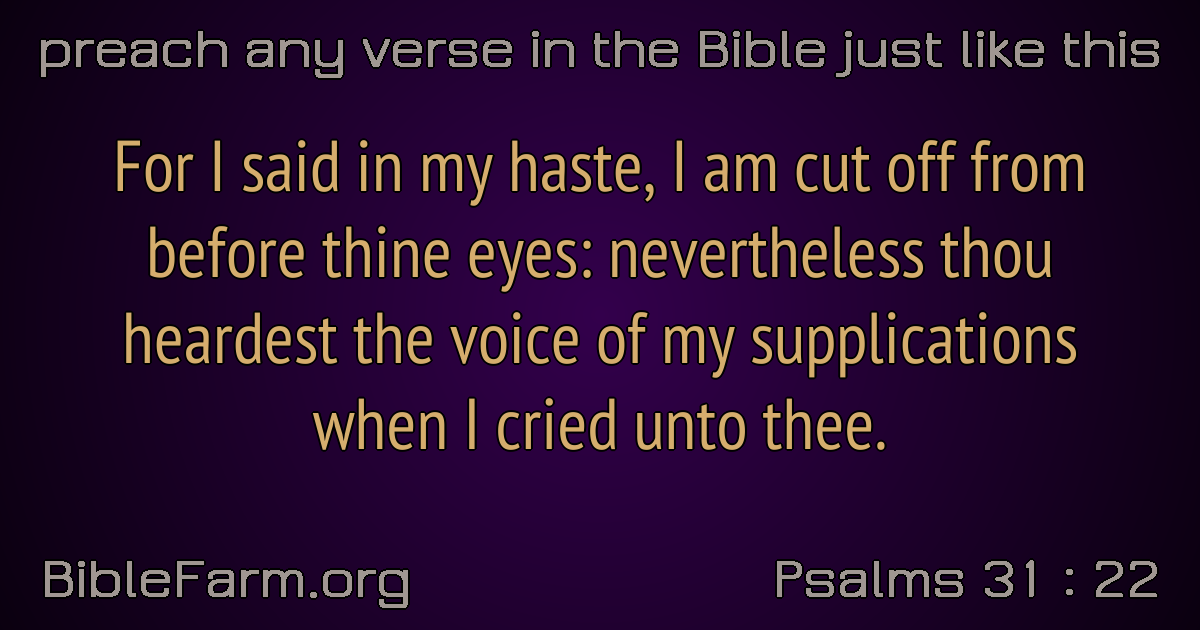 preach any verse in the Bible just like this
For I said in my haste, I am cut off from
before thine eyes: nevertheless thou
heardest the voice of my supplications
when I cried unto thee.
BibleFarm.org
Psalms 31 : 22